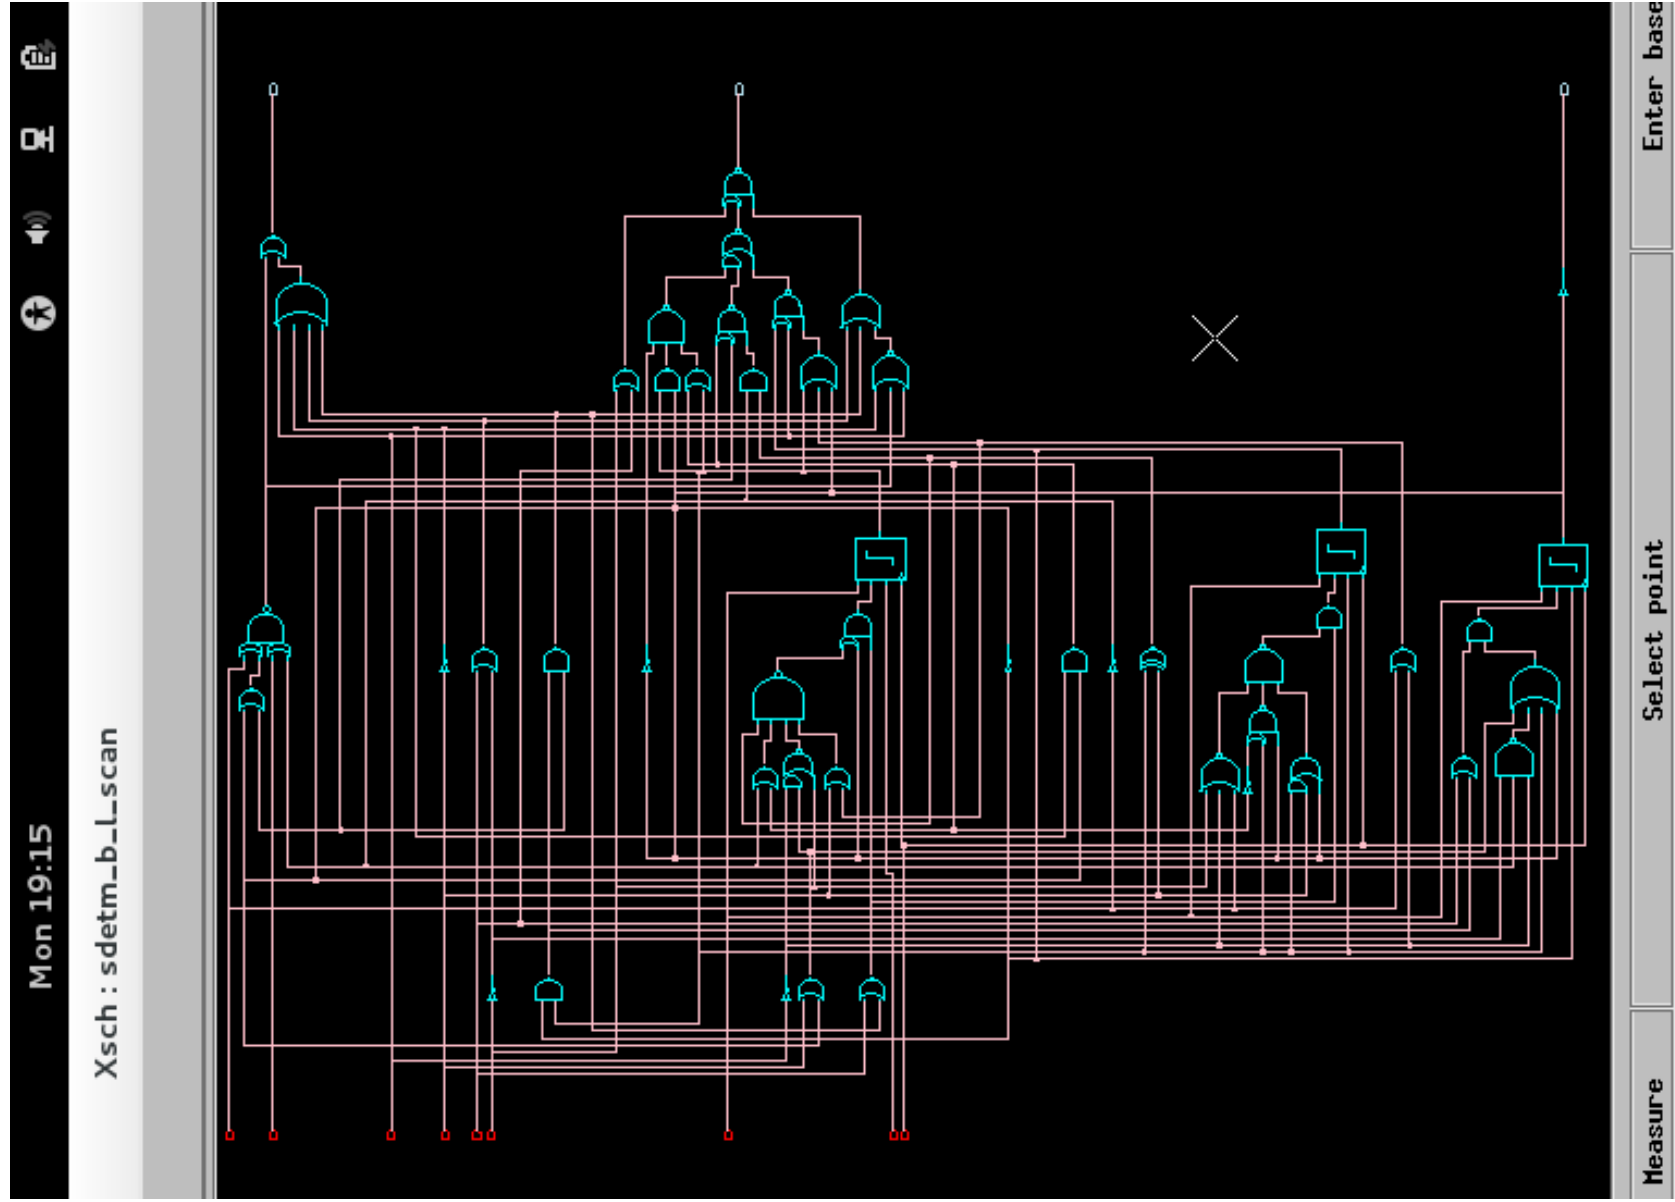 Mon 19:15
Xsch : sdetm_b_l_scan
Measure
Select point
Enter base